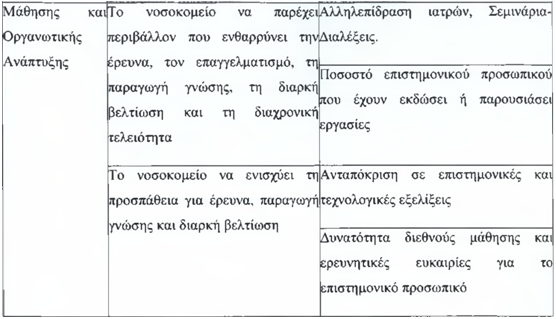 Μάθησης και
Οργανωτικής
Ανάπτυξης
Το νοσοκομείο να παρέχει
περιβάλλον που ενθαρρύνει την
έρευνα, τον επαγγελματισμό, τη
παραγωγή γνώσης, τη διαρκή
βελτίωση και τη διαχρονική
τελειότητα
Αλληλεπίδραση ιατρών, Σεμινάρια-
Διαλέξεις.
Ποσοστό επιστημονικού προσωπικού
που έχουν εκδώσει ή παρουσιάσει
εργασίες
Το νοσοκομείο να ενισχύει τη
προσπάθεια για έρευνα, παραγωγή
γνώσης και διαρκή βελτίωση
Ανταπόκριση σε επιστημονικές και
τεχνολογικές εξελίξεις
Δυνατότητα διεθνούς μάθησης και
ερευνητικές ευκαιρίες για το
επιστημονικό προσωπικό